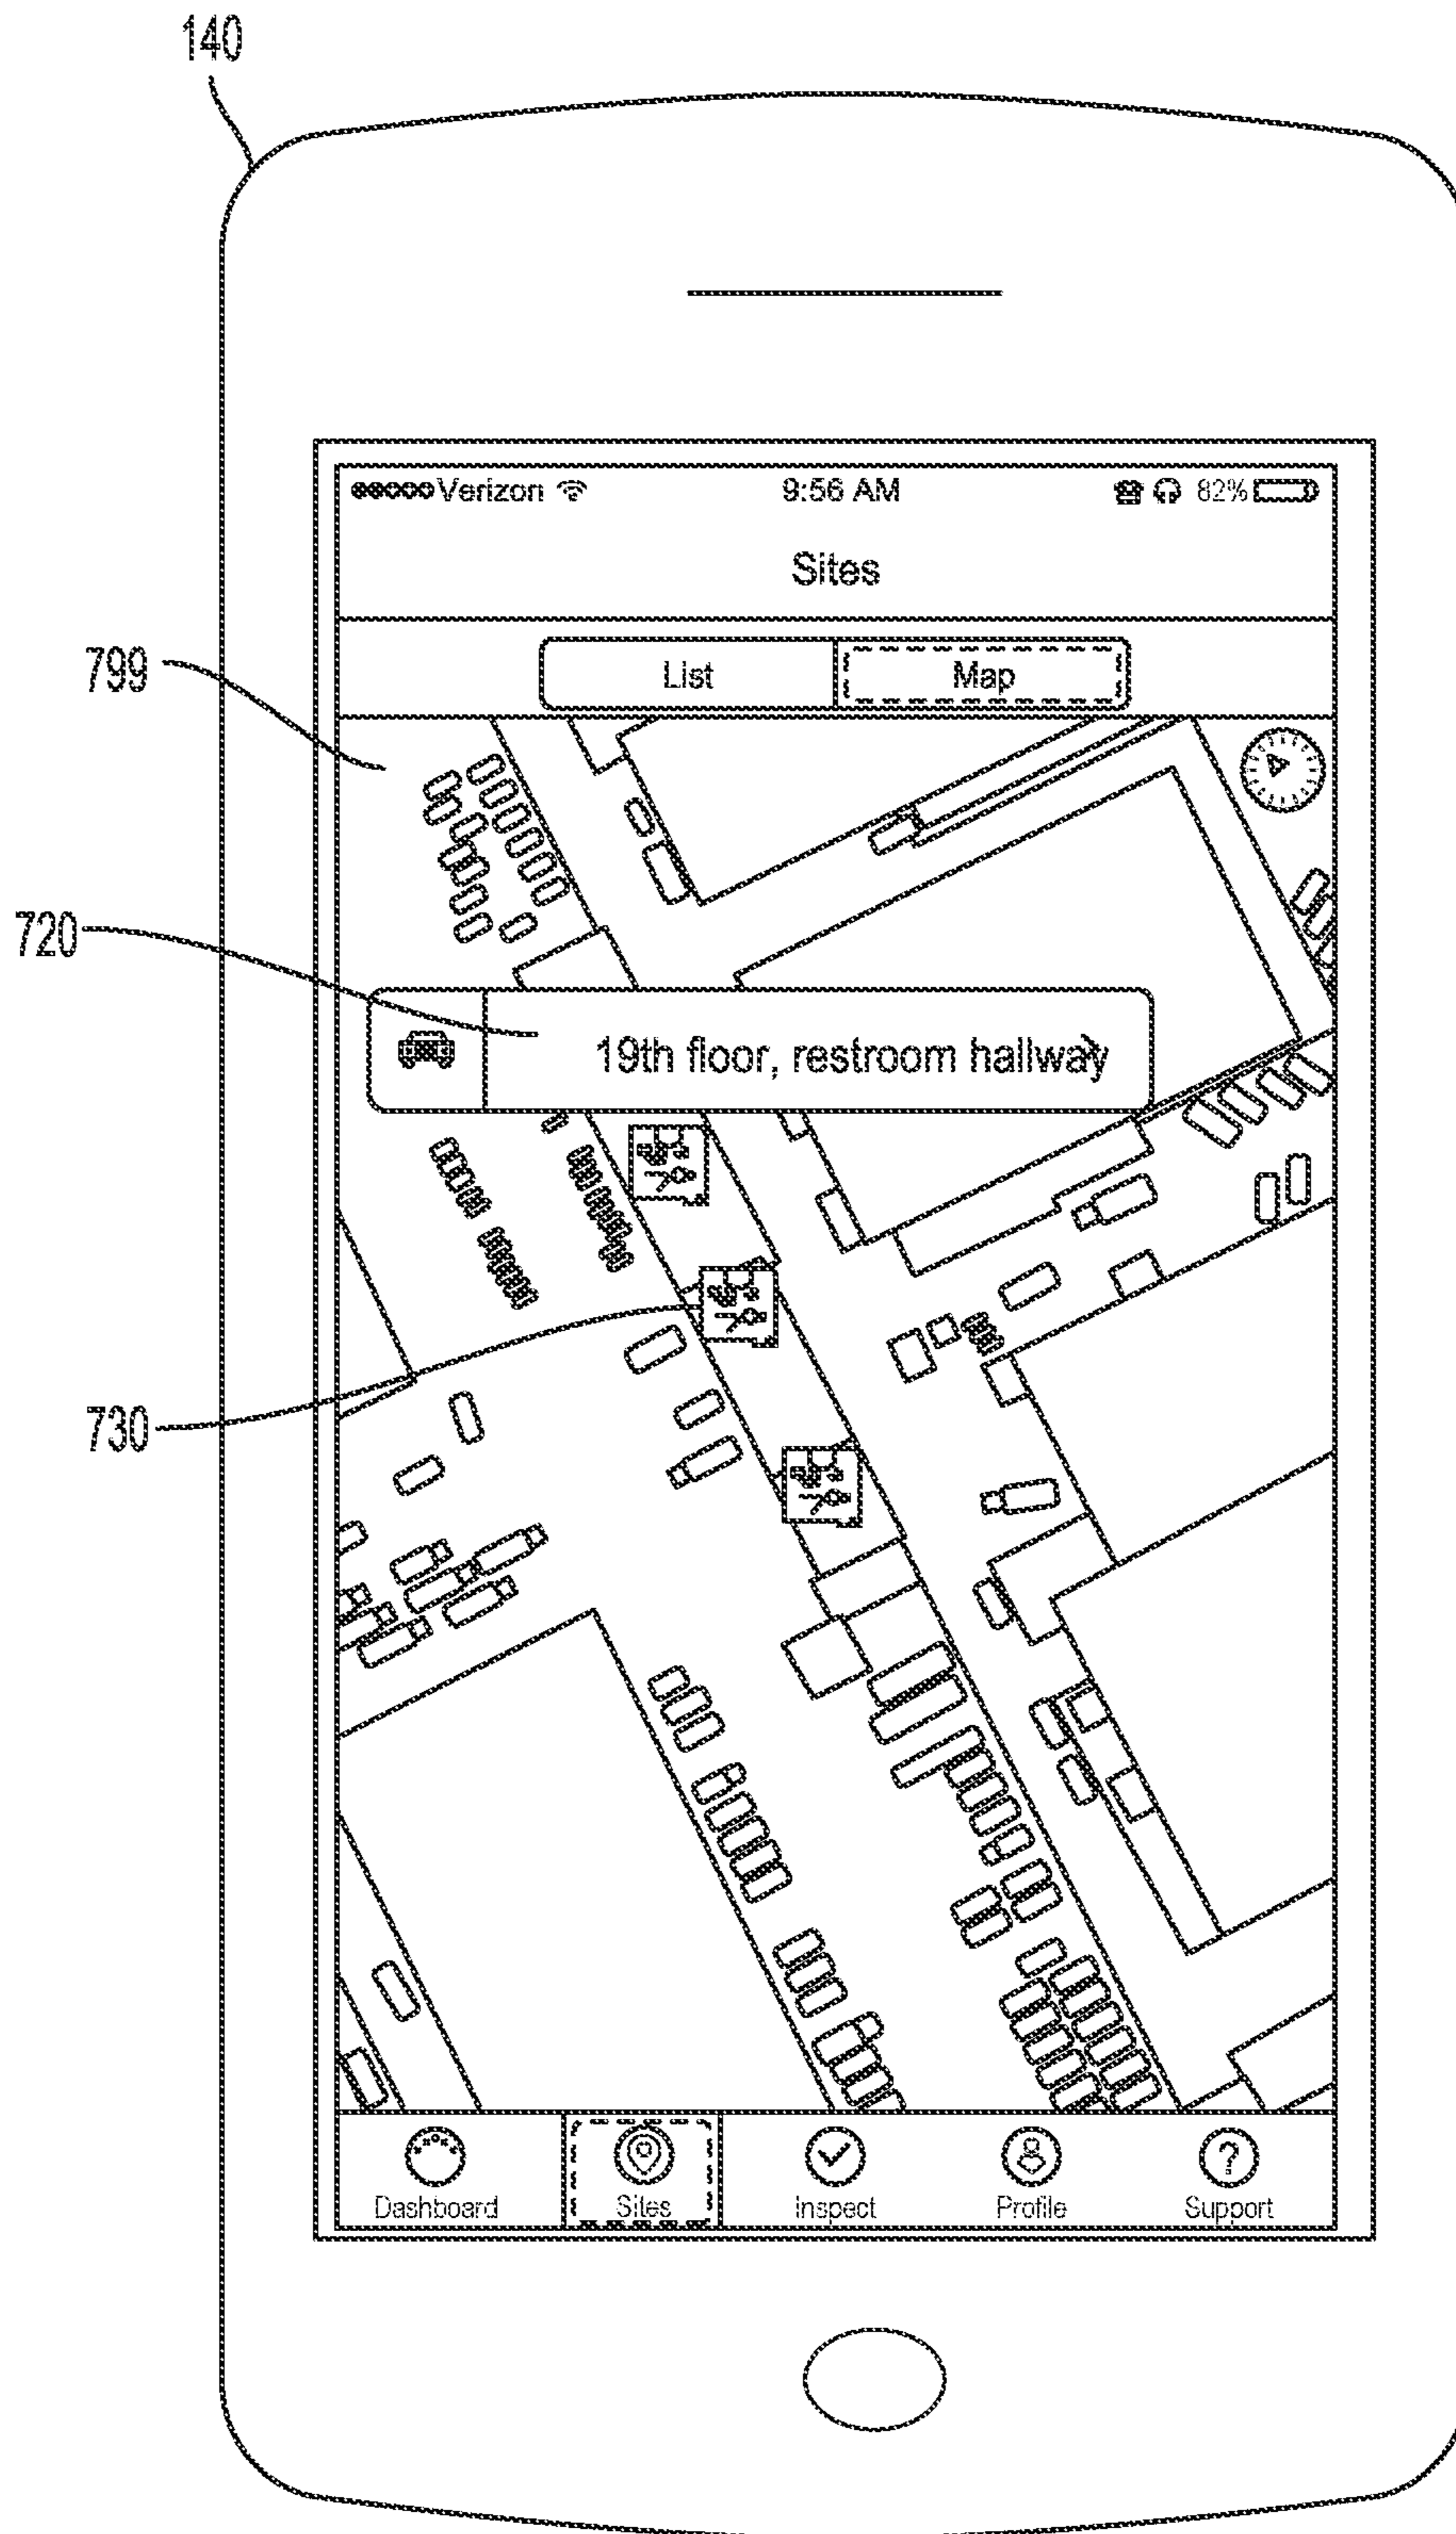 140
Verizon 9:56 AM 82%
Sites
799
List Map
720
19th floor, restroom hallway
730
Dashboard Sites Inspect Profile Support